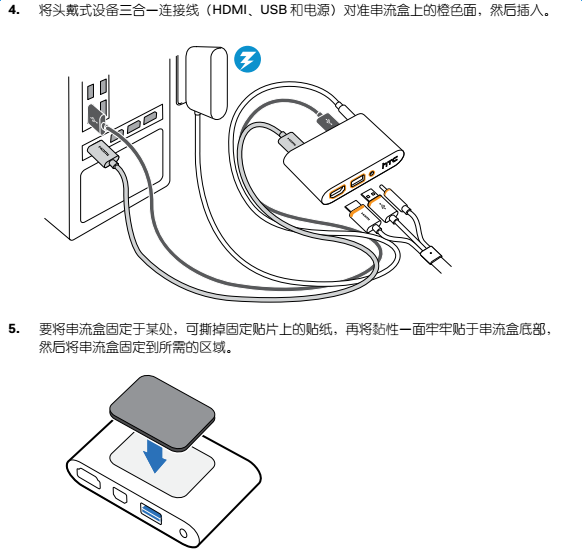 4. 将头戴式设备三合一连接线（HDMI、USB 和电源）对准串流盒上的橙色面，然后插入。
HDMI
htc
HDMI
5. 要将串流盒固定于某处，可撕掉固定贴片上的贴纸，再将黏性一面牢牢贴于串流盒底部，
然后将串流盒固定到所需的区域。